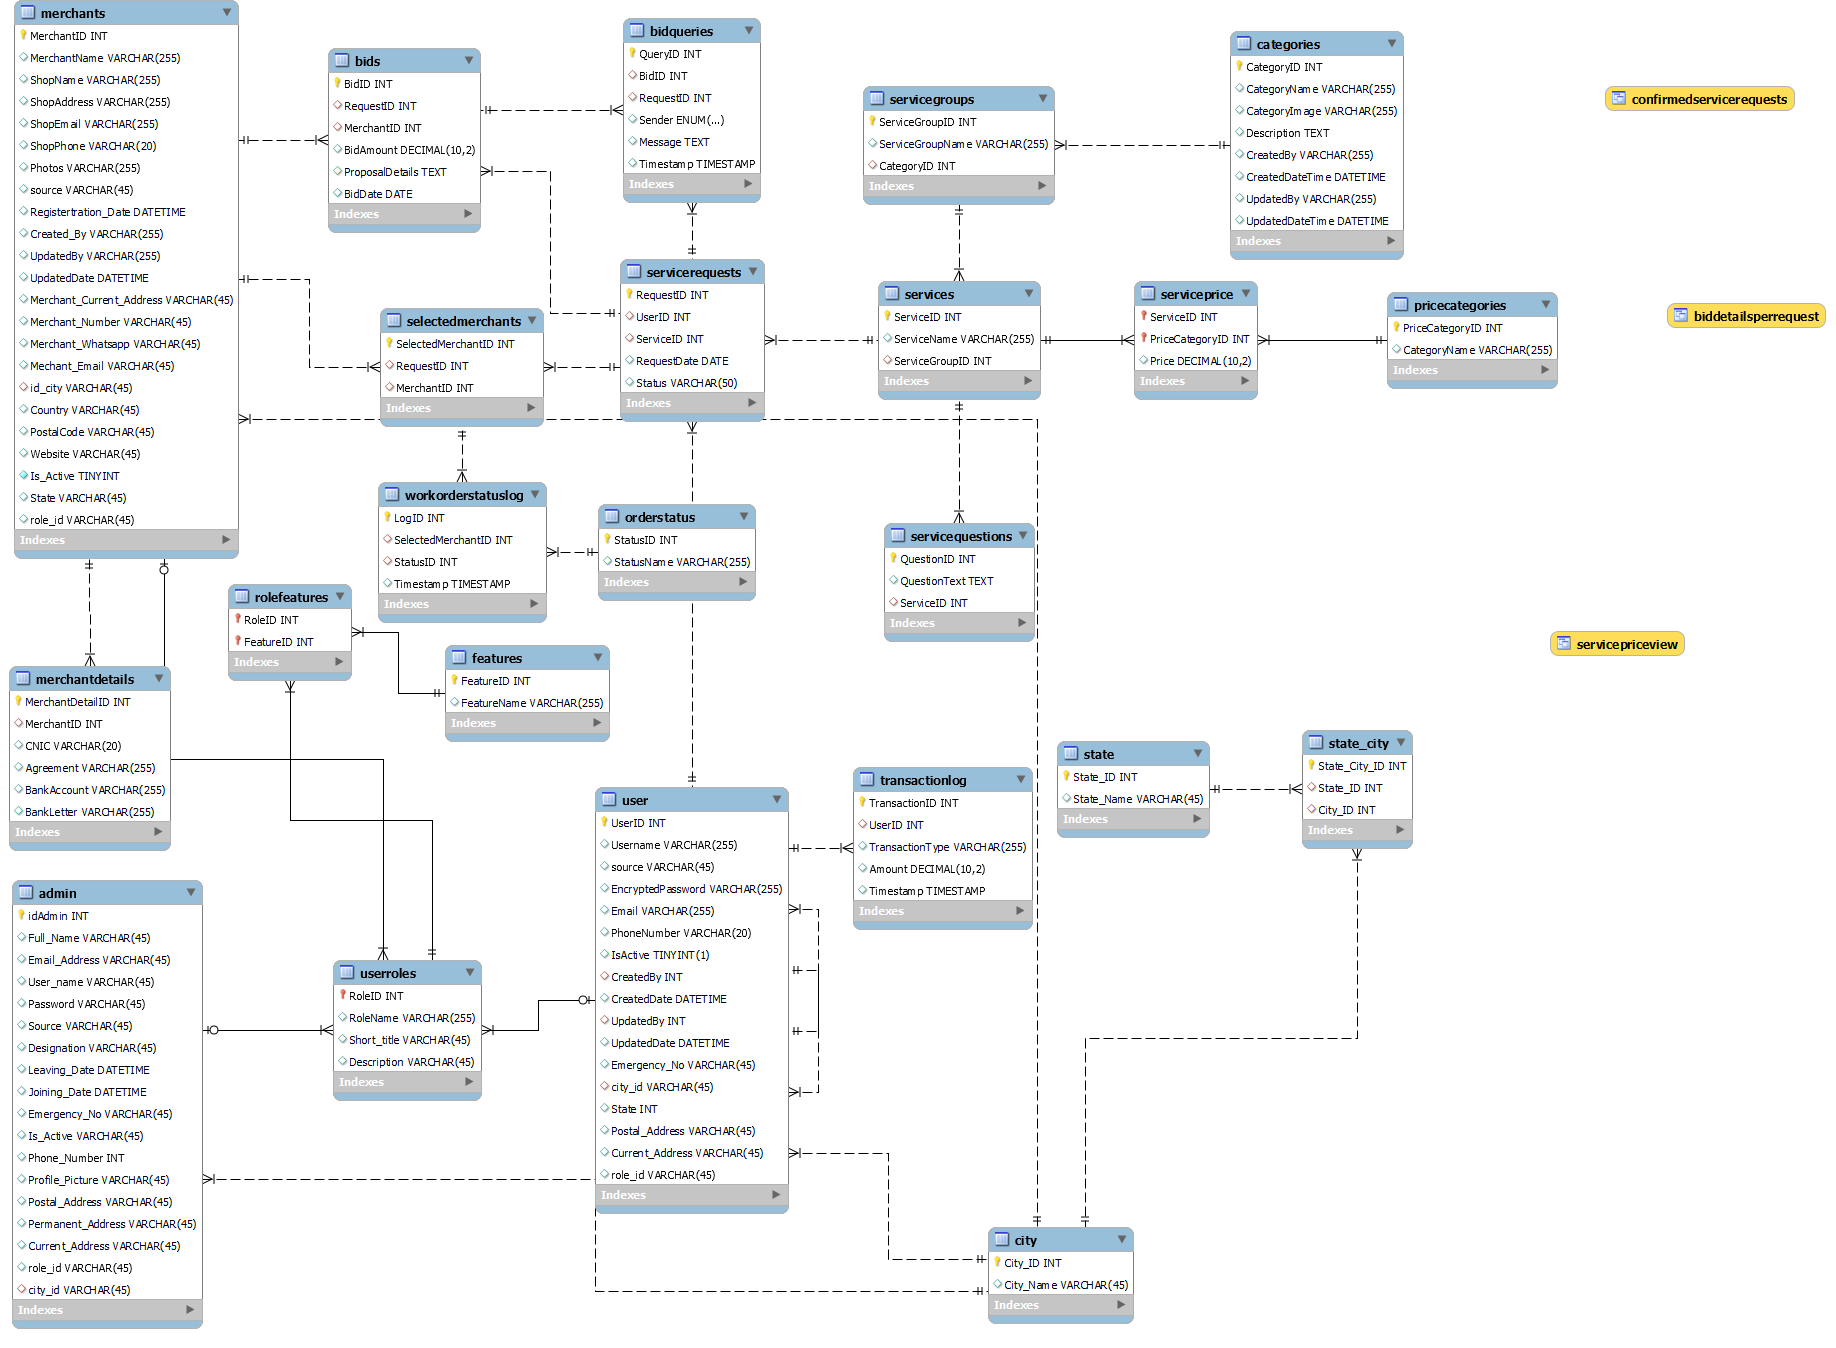 merchants
MerchantID INT
MerchantName VARCHAR(255)
ShopName VARCHAR(255)
ShopAddress VARCHAR(255)
ShopEmail VARCHAR(255)
ShopPhone VARCHAR(20)
Photos VARCHAR(255)
source VARCHAR(45)
Registertration_Date DATETIME
Created_By VARCHAR(255)
UpdatedBy VARCHAR(255)
UpdatedDate DATETIME
Merchant_Current_Address VARCHAR(45)
Merchant_Number VARCHAR(45)
Merchant_Whatsapp VARCHAR(45)
Mechant_Email VARCHAR(45)
id_city VARCHAR(45)
Country VARCHAR(45)
PostalCode VARCHAR(45)
Website VARCHAR(45)
Is_Active TINYINT
State VARCHAR(45)
role_id VARCHAR(45)
Indexes
bids
BidID INT
RequestID INT
MerchantID INT
BidAmount DECIMAL(10,2)
ProposalDetails TEXT
BidDate DATE
Indexes
bidqueries
QueryID INT
BidID INT
RequestID INT
Sender ENUM(...)
Message TEXT
Timestamp TIMESTAMP
Indexes
servicegroups
ServiceGroupID INT
ServiceGroupName VARCHAR(255)
CategoryID INT
Indexes
categories
CategoryID INT
CategoryName VARCHAR(255)
CategoryImage VARCHAR(255)
Description TEXT
CreatedBy VARCHAR(255)
CreatedDateTime DATETIME
UpdatedBy VARCHAR(255)
UpdatedDateTime DATETIME
Indexes
confirmedservicerequests
selectedmerchants
SelectedMerchantID INT
RequestID INT
MerchantID INT
Indexes
servicerequests
RequestID INT
UserID INT
ServiceID INT
RequestDate DATE
Status VARCHAR(50)
Indexes
services
ServiceID INT
ServiceName VARCHAR(255)
ServiceGroupID INT
Indexes
serviceprice
ServiceID INT
PriceCategoryID INT
Price DECIMAL(10,2)
Indexes
pricecategories
PriceCategoryID INT
CategoryName VARCHAR(255)
Indexes
biddetailsperrequest
workorderstatuslog
LogID INT
SelectedMerchantID INT
StatusID INT
Timestamp TIMESTAMP
Indexes
orderstatus
StatusID INT
StatusName VARCHAR(255)
Indexes
servicequestions
QuestionID INT
QuestionText TEXT
ServiceID INT
Indexes
rolefeatures
RoleID INT
FeatureID INT
Indexes
features
FeatureID INT
FeatureName VARCHAR(255)
Indexes
servicepriceview
merchantdetails
MerchantDetailID INT
MerchantID INT
CNIC VARCHAR(20)
Agreement VARCHAR(255)
BankAccount VARCHAR(255)
BankLetter VARCHAR(255)
Indexes
user
UserID INT
Username VARCHAR(255)
source VARCHAR(45)
EncryptedPassword VARCHAR(255)
Email VARCHAR(255)
PhoneNumber VARCHAR(20)
IsActive TINYINT(1)
CreatedBy INT
CreatedDate DATETIME
UpdatedBy INT
UpdatedDate DATETIME
Emergency_No VARCHAR(45)
city_id VARCHAR(45)
State INT
Postal_Address VARCHAR(45)
Current_Address VARCHAR(45)
role_id VARCHAR(45)
Indexes
transactionlog
TransactionID INT
UserID INT
TransactionType VARCHAR(255)
Amount DECIMAL(10,2)
Timestamp TIMESTAMP
Indexes
state
State_ID INT
State_Name VARCHAR(45)
Indexes
state_city
State_City_ID INT
State_ID INT
City_ID INT
Indexes
admin
idAdmin INT
Full_Name VARCHAR(45)
Email_Address VARCHAR(45)
User_name VARCHAR(45)
Password VARCHAR(45)
Source VARCHAR(45)
Designation VARCHAR(45)
Leaving_Date DATETIME
Joining_Date DATETIME
Emergency_No VARCHAR(45)
Is_Active VARCHAR(45)
Phone_Number INT
Profile_Picture VARCHAR(45)
Postal_Address VARCHAR(45)
Permanent_Address VARCHAR(45)
Current_Address VARCHAR(45)
role_id VARCHAR(45)
city_id VARCHAR(45)
Indexes
userroles
RoleID INT
RoleName VARCHAR(255)
Short_title VARCHAR(45)
Description VARCHAR(45)
Indexes
city
City_ID INT
City_Name VARCHAR(45)
Indexes